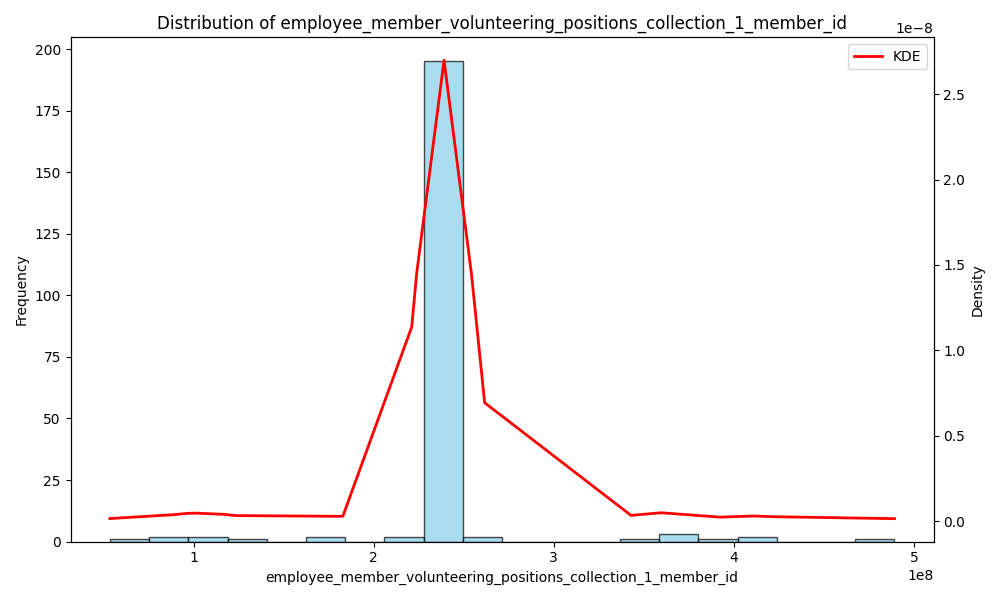 Distribution of employee_member_volunteering_positions_collection_1_member_id
1e−8
KDE
Frequency
200
175
150
125
100
75
50
25
0
2.5
2.0
1.5
1.0
0.5
0.0
Density
1 2 3 4 5
1e8
employee_member_volunteering_positions_collection_1_member_id